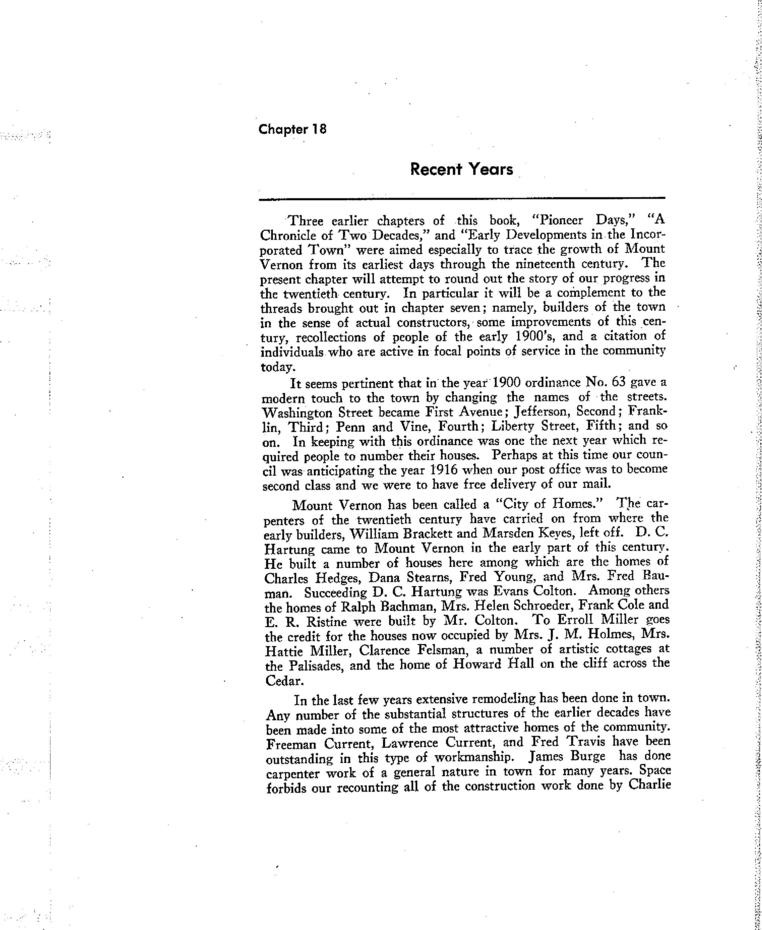 Chapter 18
Recent Years
Three earlier chapters of this book, "Pioneer Days," "A
Chronicle of Two Decades," and "Early Developments in the Incor-
porated Town" were aimed especially to trace the growth of Mount
Vernon from its earliest days through the nineteenth century. The
present chapter will attempt to round out the story of our progress in
the twentieth century. In particular it will be a complement to the
threads brought out in chapter seven; namely, builders of the town
in the sense of actual constructors, some improvements of this cen-
tury, recollections of people of the early 1900's, and a citation of
individuals who are active in focal points of service in the community
today.
It seems pertinent that in the year 1900 ordinance No. 63 gave a
modern touch to the town by changing the names of the streets.
Washington Street became First Avenue; Jefferson, Second; Frank-
lin, Third; Penn and Vine, Fourth; Liberty Street, Fifth; and so
on. In keeping with this ordinance was one the next year which re-
quired people to number their houses. Perhaps at this time our coun-
cil was anticipating the year 1916 when our post office was to become
second class and we were to have free delivery of our mail.
Mount Vernon has been called a "City of Homes." The car-
penters of the twentieth century have carried on from where the
early builders, William Brackett and Marsden Keyes, left off. D. C.
Hartung came to Mount Vernon in the early part of this century.
He built a number of houses here among which are the homes of
Charles Hedges, Dana Stearns, Fred Young, and Mrs. Fred Bau-
man. Succeeding D. C. Hartung was Evans Colton. Among others
the homes of Ralph Bachman, Mrs. Helen Schroeder, Frank Cole and
E. R. Ristine were built by Mr. Colton. To Erroll Miller goes
the credit for the houses now occupied by Mrs. J. M. Holmes, Mrs.
Hattie Miller, Clarence Felsman, a number of artistic cottages at
the Palisades, and the home of Howard Hall on the cliff across the
Cedar.
In the last few years extensive remodeling has been done in town.
Any number of the substantial structures of the earlier decades have
been made into some of the most attractive homes of the community.
Freeman Current, Lawrence Current, and Fred Travis have been
outstanding in this type of workmanship. James Burge has done
carpenter work of a general nature in town for many years. Space
forbids our recounting all of the construction work done by Charlie